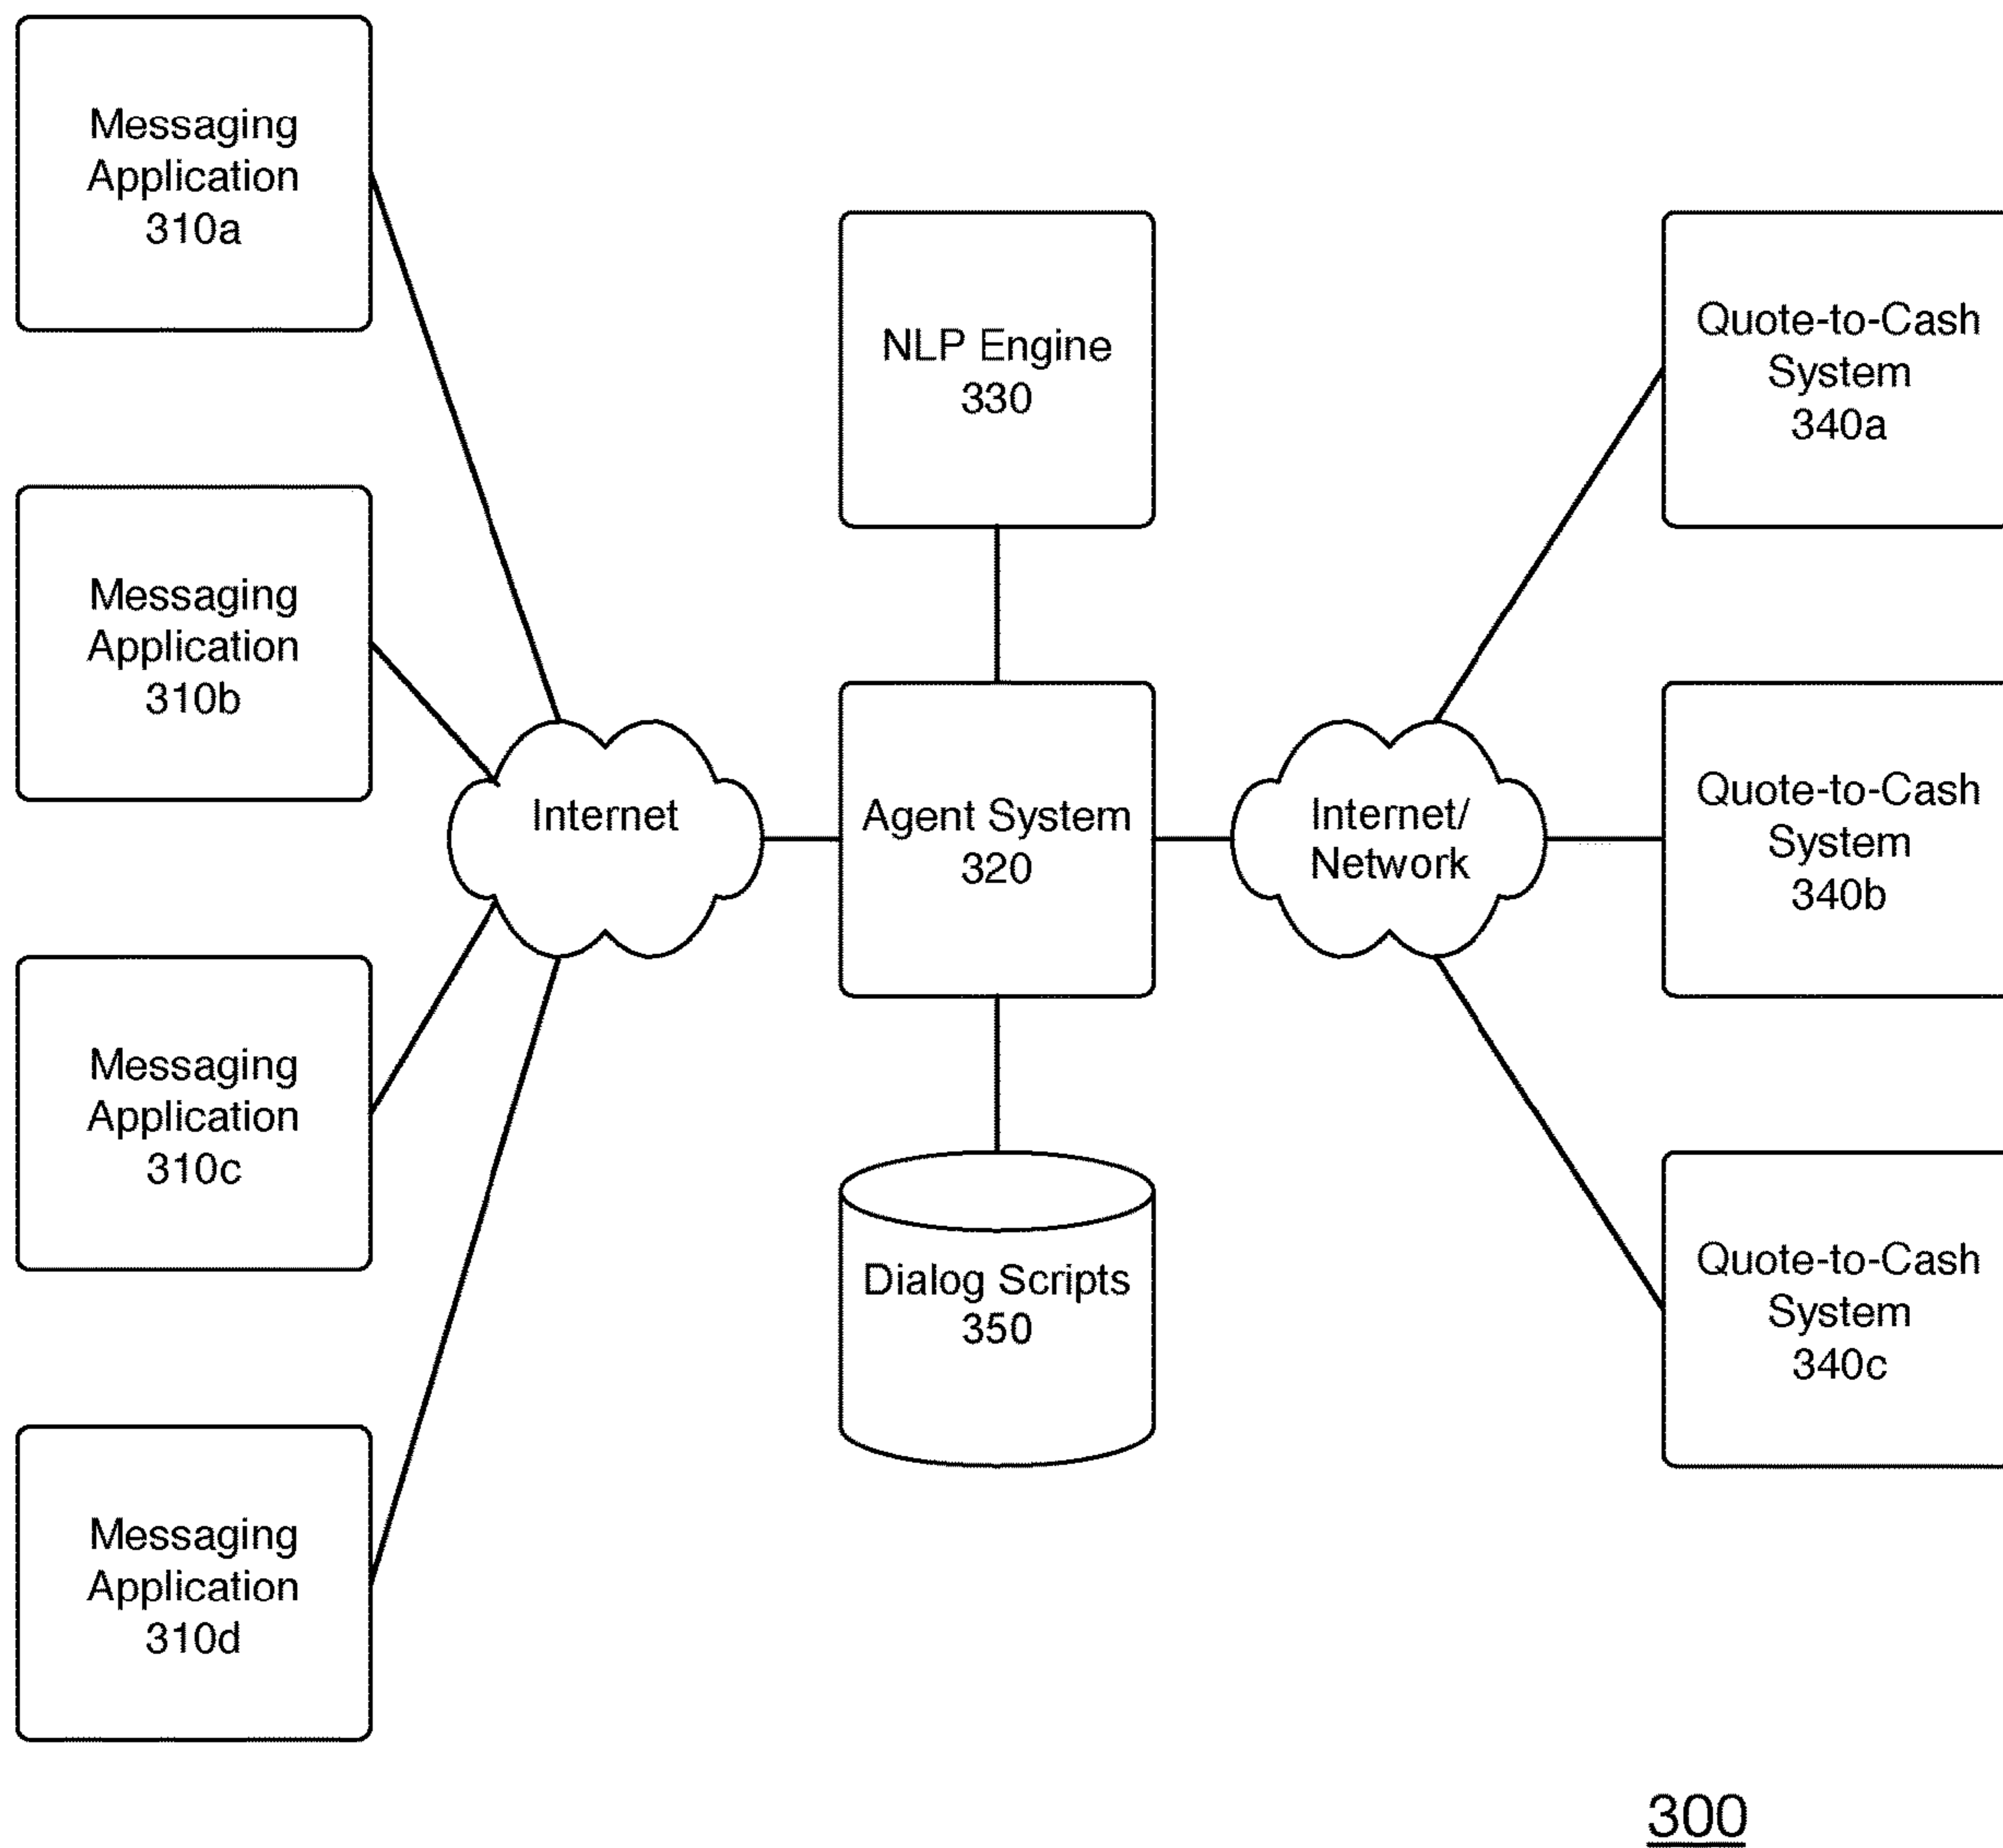 Messaging
Application
310a
Messaging
Application
310b
Messaging
Application
310c
Messaging
Application
310d
Internet
NLP Engine
330
Agent System
320
Dialog Scripts
350
Internet/
Network
Quote-to-Cash
System
340a
Quote-to-Cash
System
340b
Quote-to-Cash
System
340c
300